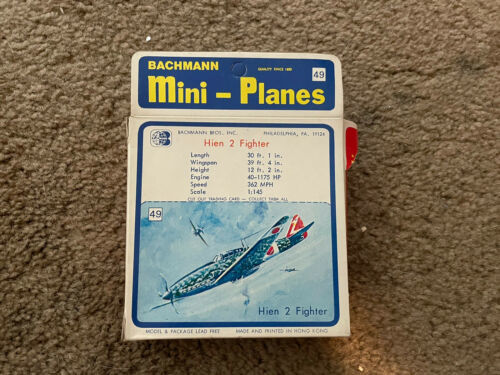 BACHMANN
QUALITY SINCE 1833
49
Mini - Planes
BACHMANN BROS., INC. PHILADELPHIA, PA. 19124
Hien 2 Fighter
Length 30 ft. 1 in.
Wingspan 39 ft. 4 in.
Height 12 ft. 2 in.
Engine 40-1175 HP
Speed 362 MPH
Scale 1:145
CUT OUT TRADING CARD - COLLECT THEM ALL
49
Hien 2 Fighter
MODEL & PACKAGE LEAD FREE MADE AND PRINTED IN HONG KONG